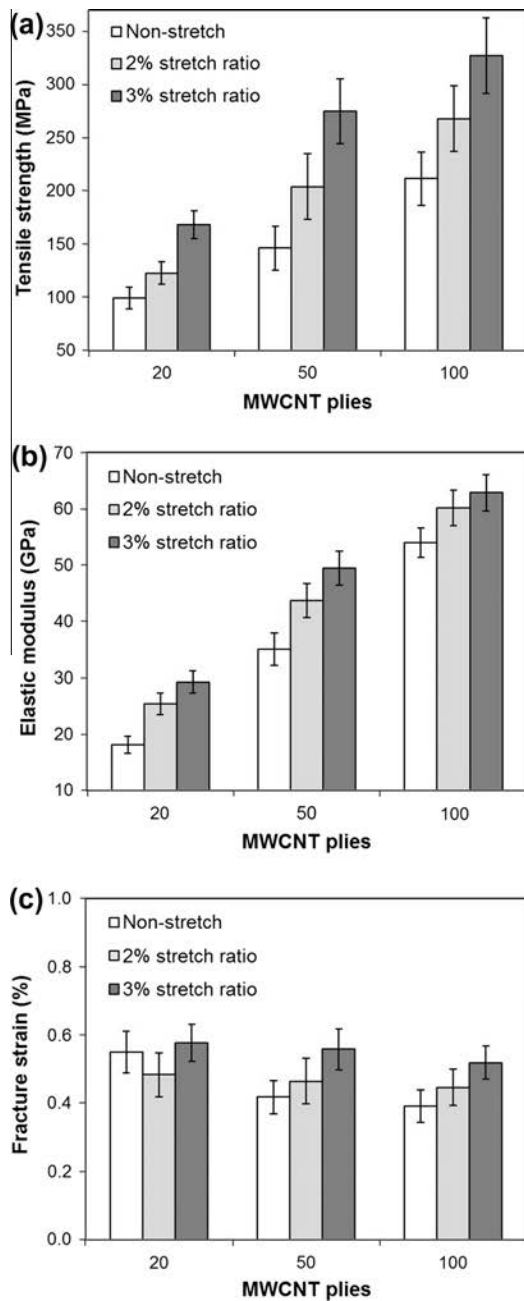 (a)
Non-stretch
2% stretch ratio
3% stretch ratio
Tensile strength (MPa)
350
300
250
200
150
100
50
20 50 100
MWCNT plies
(b)
Non-stretch
2% stretch ratio
3% stretch ratio
Elastic modulus (GPa)
70
60
50
40
30
20
10
20 50 100
MWCNT plies
(c)
Non-stretch
2% stretch ratio
3% stretch ratio
Fracture strain (%)
1.0
0.8
0.6
0.4
0.2
0.0
20 50 100
MWCNT plies